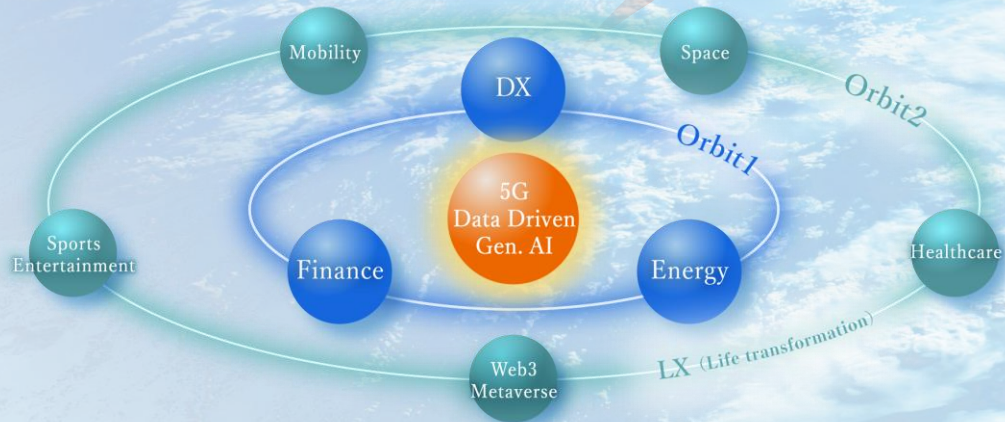 Mobility
Space
DX
Orbit2
Orbit1
5G
Data Driven
Gen. AI
Sports
Entertainment
Finance
Energy
Healthcare
LX (Life transformation)
Web3
Metaverse